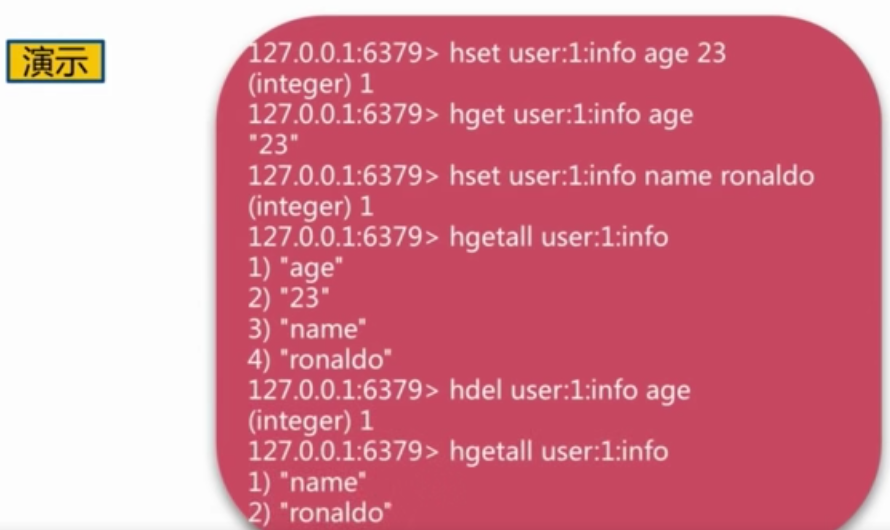 演示
127.0.0.1:6379> hset user:1:info age 23
(integer) 1
127.0.0.1:6379> hget user:1:info age
"23"
127.0.0.1:6379> hset user:1:info name ronaldo
(integer) 1
127.0.0.1:6379> hgetall user:1:info
1) "age"
2) "23"
3) "name"
4) "ronaldo"
127.0.0.1:6379> hdel user:1:info age
(integer) 1
127.0.0.1:6379> hgetall user:1:info
1) "name"
2) "ronaldo"